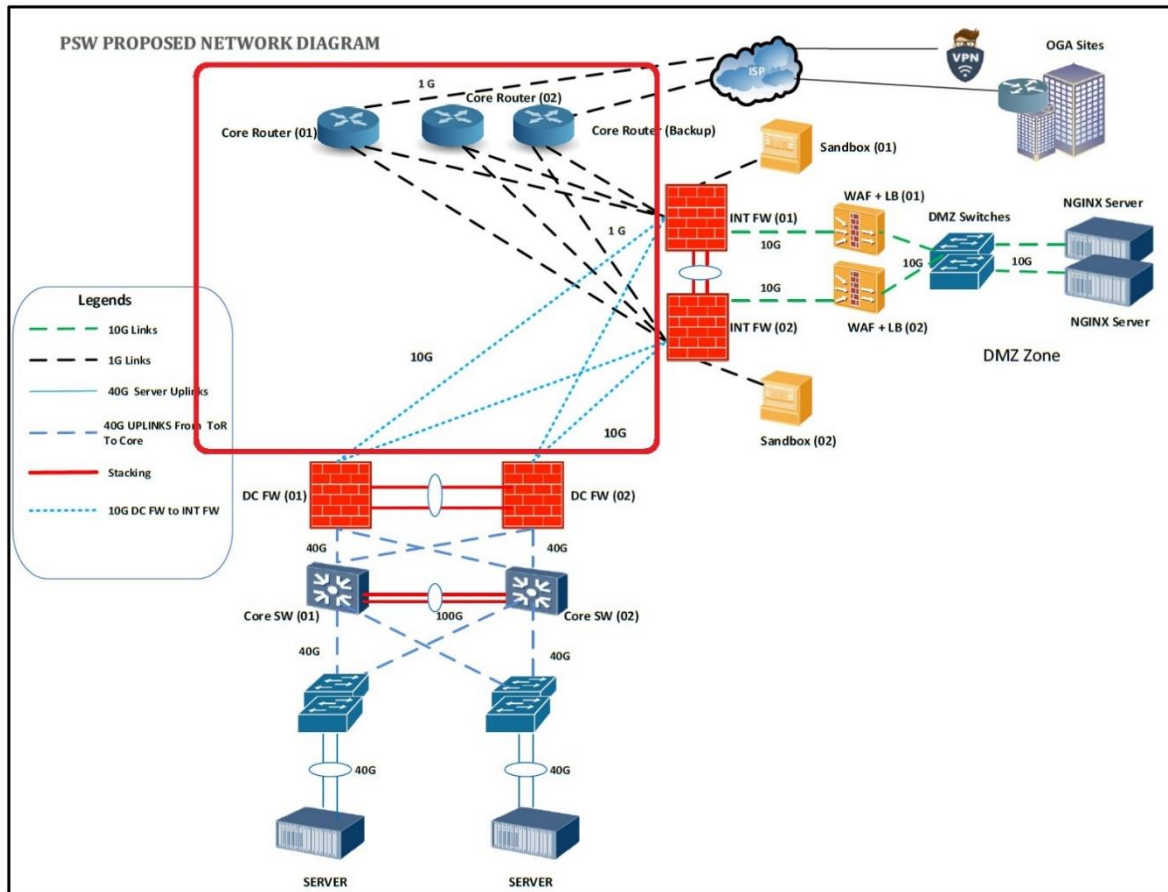 PSW PROPOSED NETWORK DIAGRAM
VPN
OGA Sites
ISP
1 G
Core Router (02)
Core Router (01)
Core Router (Backup)
Sandbox (01)
WAF + LB (01)
NGINX Server
INT FW (01)
DMZ Switches
1 G
10G
10G
10G
10G
INT FW (02)
WAF + LB (02)
NGINX Server
DMZ Zone
Legends
10G Links
1G Links
40G Server Uplinks
40G UPLINKS From ToR
To Core
Stacking
10G DC FW to INT FW
10G
10G
Sandbox (02)
DC FW (01)
DC FW (02)
40G
40G
Core SW (01)
100G
Core SW (02)
40G
40G
40G
40G
SERVER
SERVER